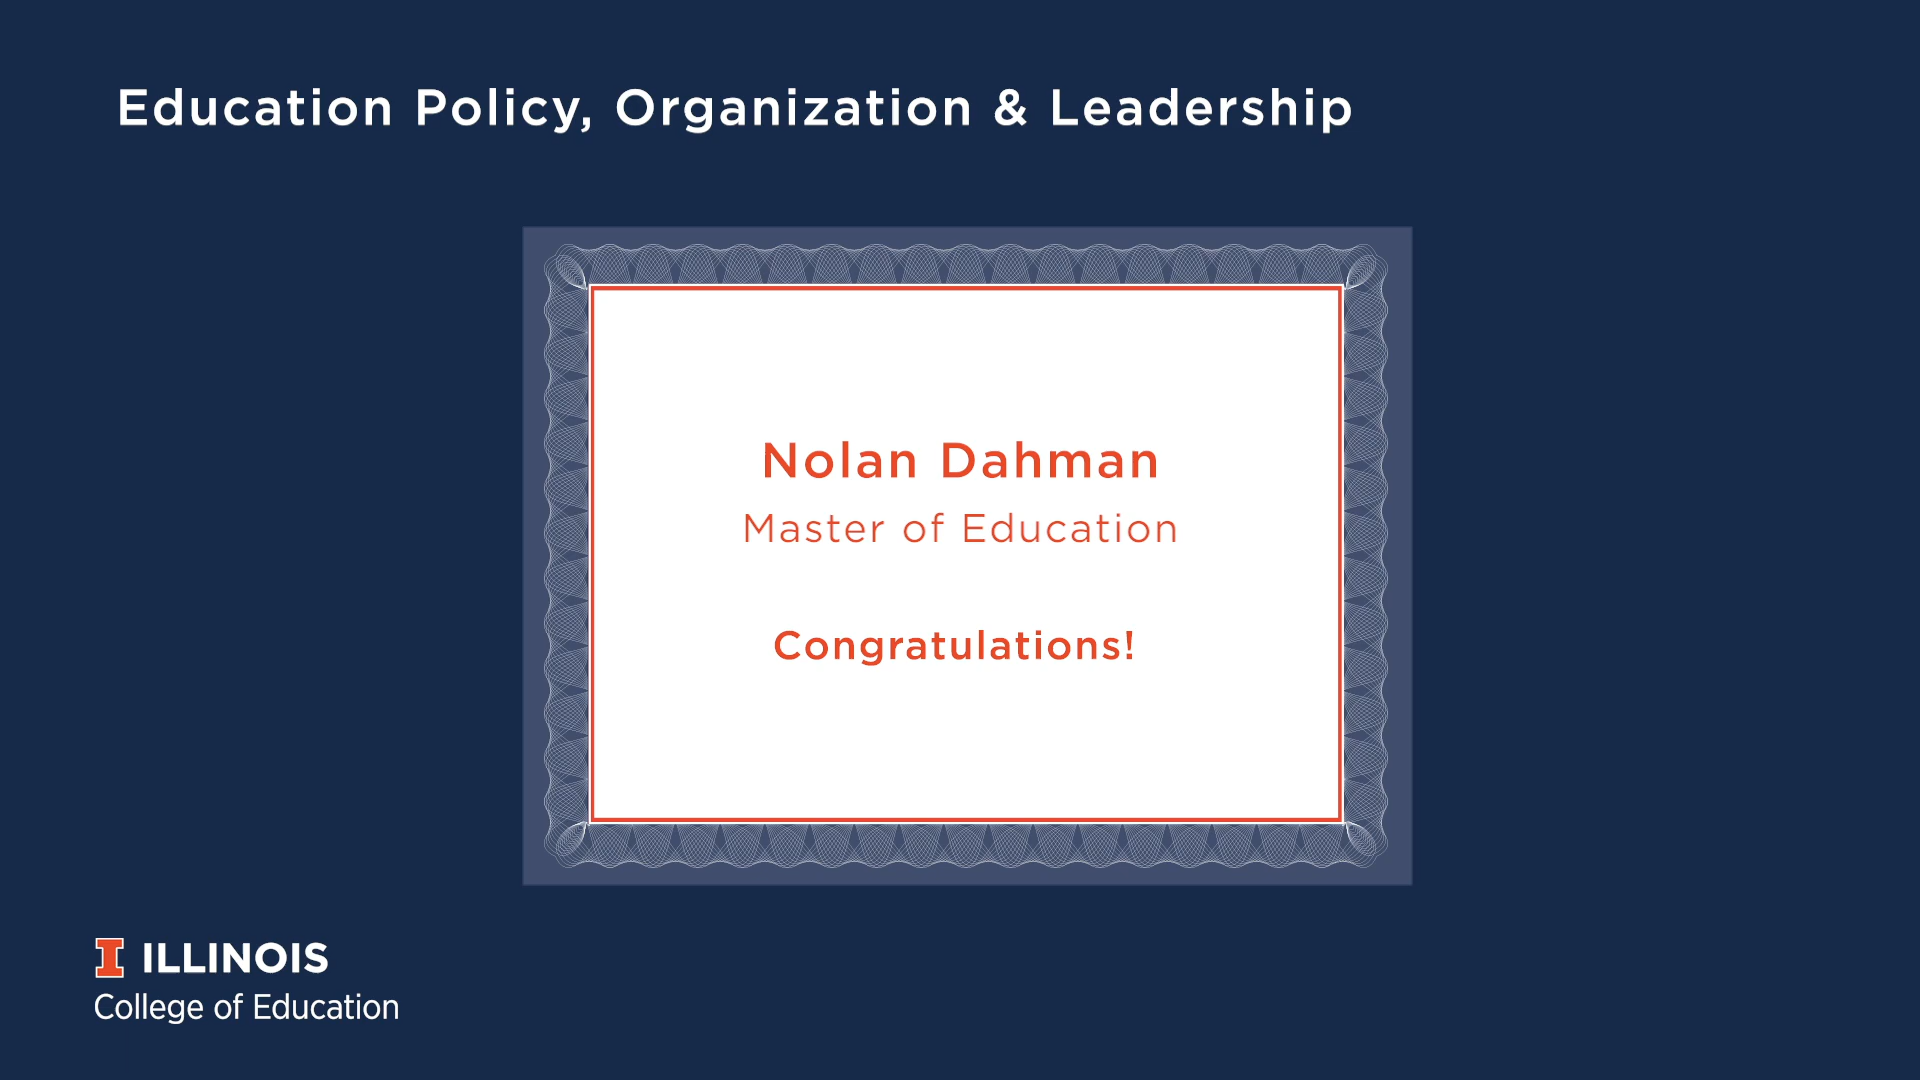 Education Policy, Organization & Leadership
Nolan Dahman
Master of Education
Congratulations!
I ILLINOIS
College of Education